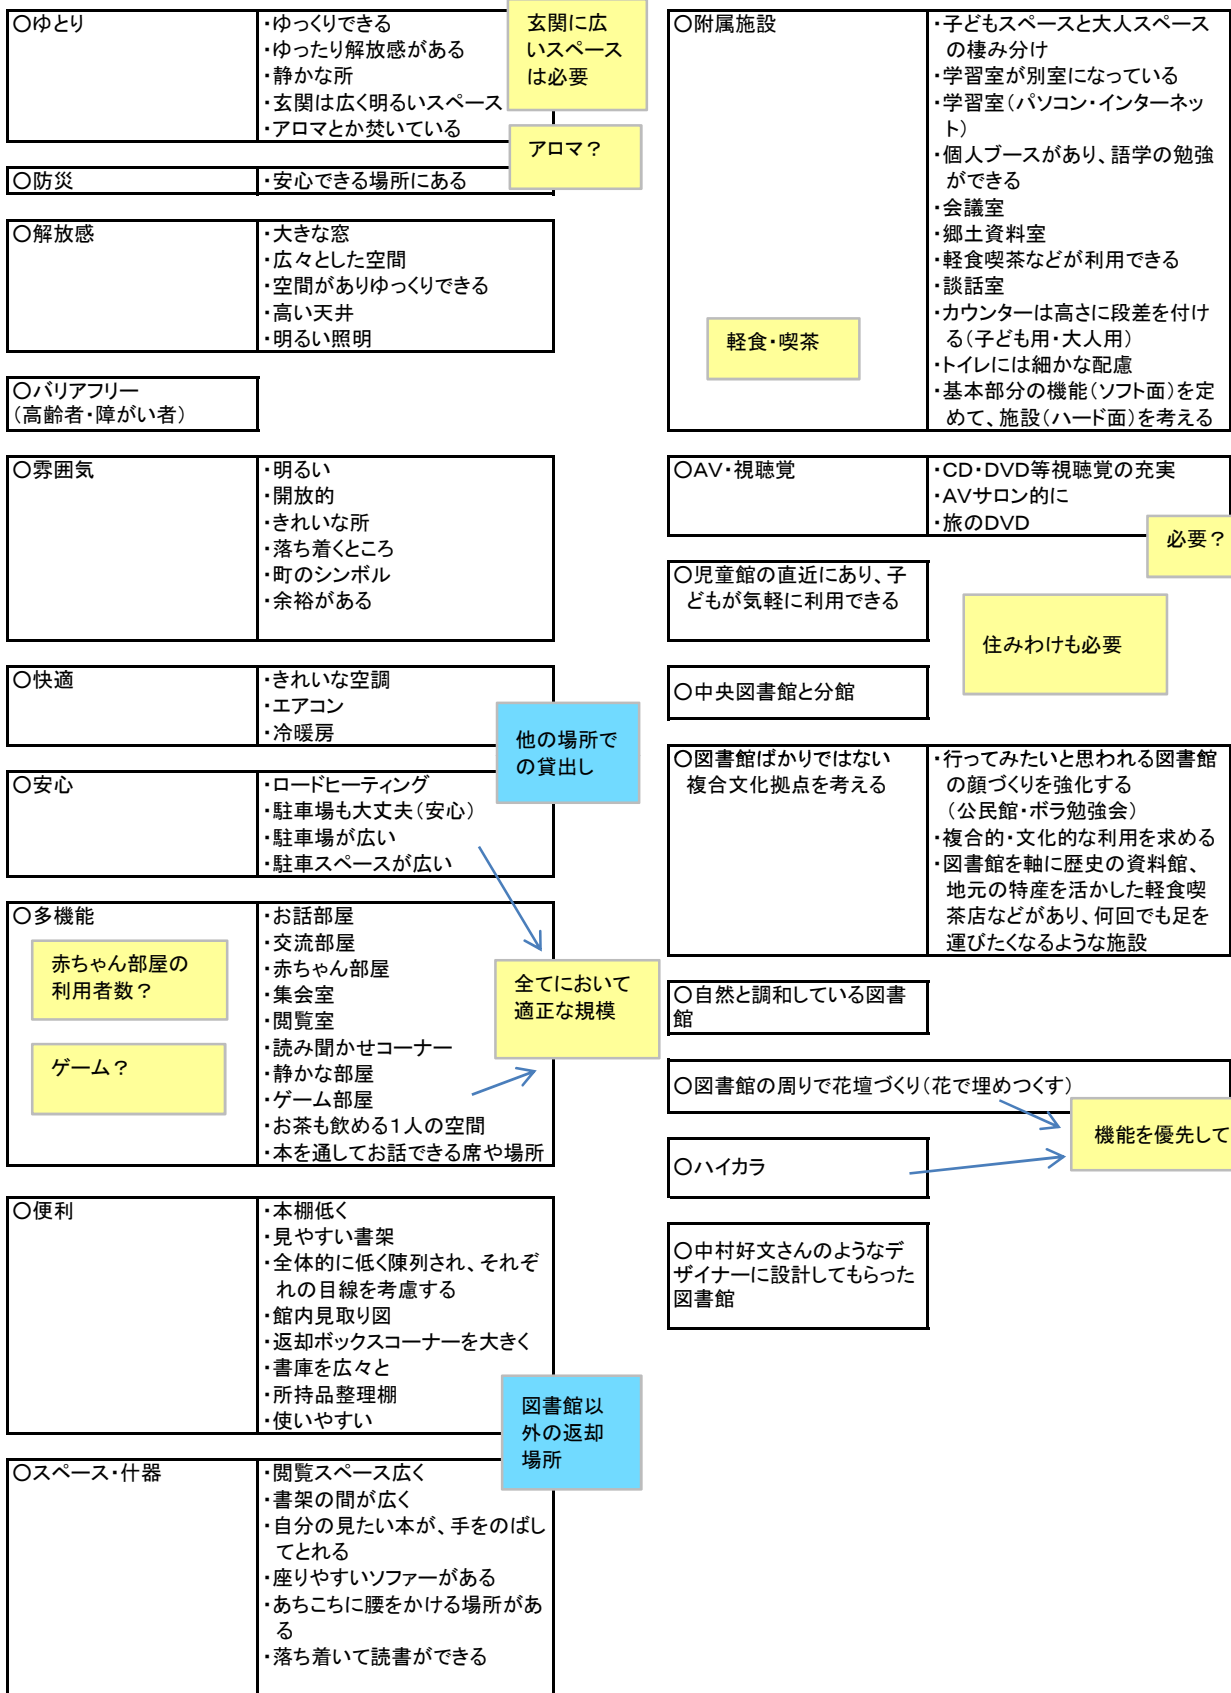 〇ゆとり
・ゆっくりできる
・ゆったり解放感がある
・静かな所
・玄関は広く明るいスペース
・アロマとか焚いている
玄関に広
いスペース
は必要
アロマ？
〇防災
・安心できる場所にある
〇解放感
・大きな窓
・広々とした空間
・空間がありゆっくりできる
・高い天井
・明るい照明
〇バリアフリー
（高齢者・障がい者）
〇雰囲気
・明るい
・開放的
・きれいな所
・落ち着くところ
・町のシンボル
・余裕がある
〇快適
・きれいな空調
・エアコン
・冷暖房
他の場所で
の貸出し
〇安心
・ロードヒーティング
・駐車場も大丈夫（安心）
・駐車場が広い
・駐車スペースが広い
〇多機能
赤ちゃん部屋の
利用者数？
ゲーム？
・お話部屋
・交流部屋
・赤ちゃん部屋
・集会室
・閲覧室
・読み聞かせコーナー
・静かな部屋
・ゲーム部屋
・お茶も飲める１人の空間
・本を通してお話できる席や場所
全てにおいて
適正な規模
〇便利
・本棚低く
・見やすい書架
・全体的に低く陳列され、それぞ
れの目線を考慮する
・館内見取り図
・返却ボックスコーナーを大きく
・書庫を広々と
・所持品整理棚
・使いやすい
図書館以
外の返却
場所
〇スペース・什器
・閲覧スペース広く
・書架の間が広く
・自分の見たい本が、手をのばし
てとれる
・座りやすいソファーがある
・あちこちに腰をかける場所があ
る
・落ち着いて読書ができる
〇附属施設
軽食・喫茶
・子どもスペースと大人スペース
の棲み分け
・学習室が別室になっている
・学習室（パソコン・インターネッ
ト）
・個人ブースがあり、語学の勉強
ができる
・会議室
・郷土資料室
・軽食喫茶などが利用できる
・談話室
・カウンターは高さに段差を付け
る（子ども用・大人用）
・トイレには細かな配慮
・基本部分の機能（ソフト面）を定
めて、施設（ハード面）を考える
〇AV・視聴覚
・CD・DVD等視聴覚の充実
・AVサロン的に
・旅のDVD
必要？
〇児童館の直近にあり、子
どもが気軽に利用できる
住みわけも必要
〇中央図書館と分館
〇図書館ばかりではない
複合文化拠点を考える
・行ってみたいと思われる図書館
の顔づくりを強化する
（公民館・ボラ勉強会）
・複合的・文化的な利用を求める
・図書館を軸に歴史の資料館、
地元の特産を活かした軽食喫
茶店などがあり、何回でも足を
運びたくなるような施設
〇自然と調和している図書
館
〇図書館の周りで花壇づくり（花で埋めつくす）
機能を優先して
〇ハイカラ
〇中村好文さんのようなデ
ザイナーに設計してもらった
図書館